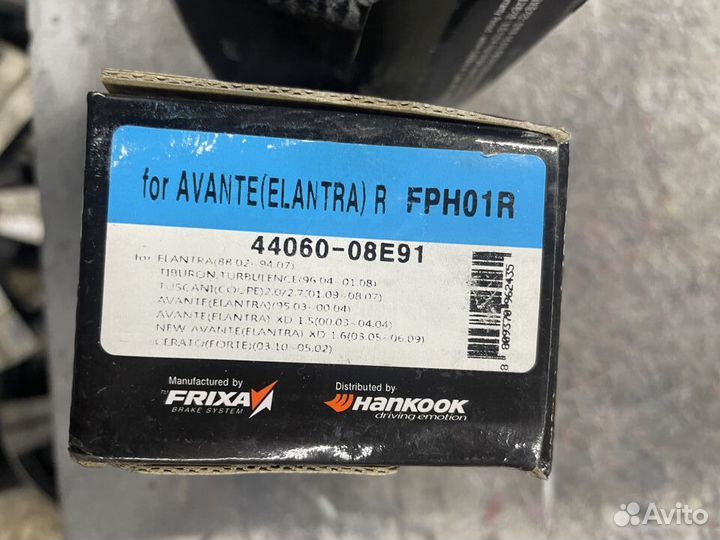 for AVANTE(ELANTRA) R FPH01R
44060-08E91
for ELANTRA(88.02~94.07)
TIBURON,TURBULENCE(96.04~01.08)
TUSCANI(COUPE)2.0/2.7(01.09~08.07)
AVANTE(ELANTRA)(95.03~00.04)
AVANTE(ELANTRA) XD 1.5(00.03~04.04)
NEW AVANTE(ELANTRA) XD 1.6(03.05~06.09)
CERATO(FORTE)(03.10~05.02)
8 809370 962435
Manufactured by
FRIXA
BRAKE SYSTEM
Distributed by
HANKOOK
driving emotion
Avito